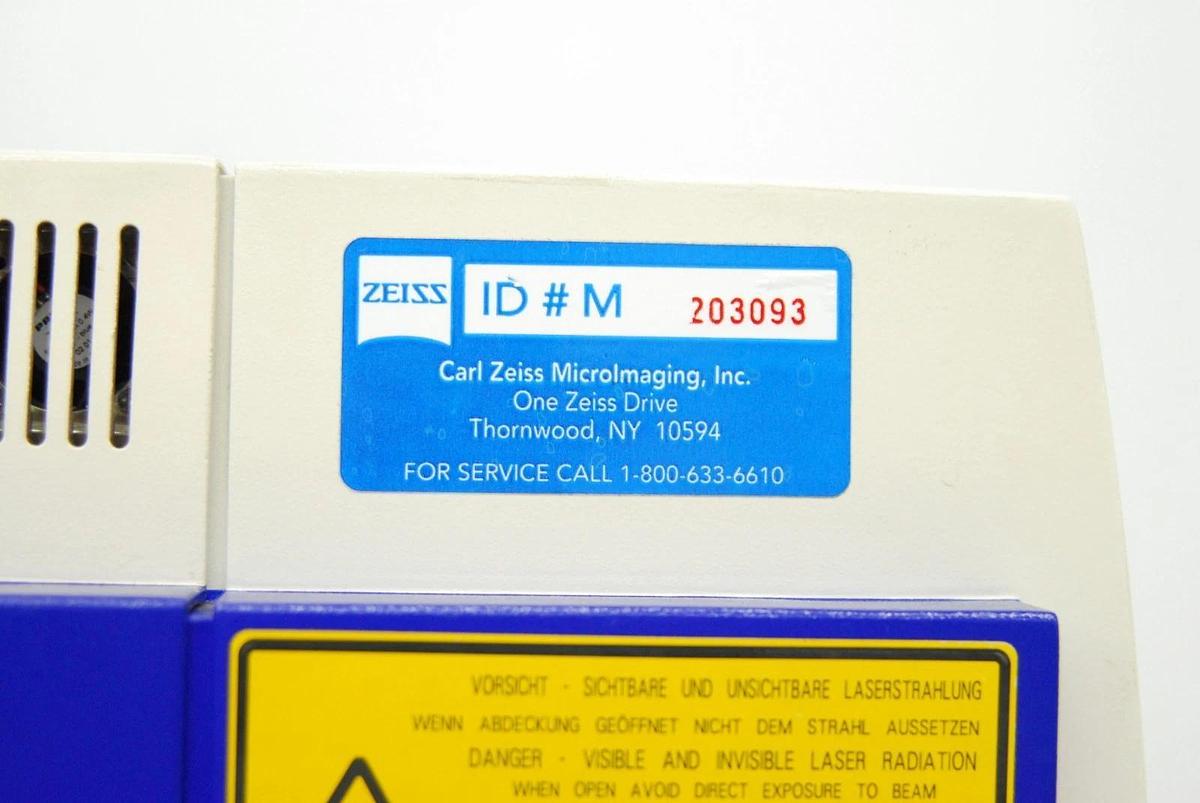 ZEISS
ID # M 203093
Carl Zeiss MicroImaging, Inc.
One Zeiss Drive
Thornwood, NY 10594
FOR SERVICE CALL 1-800-633-6610
VORSICHT - SICHTBARE UND UNSICHTBARE LASERSTRAHLUNG
WENN ABDECKUNG GEÖFFNET NICHT DEM STRAHL AUSSETZEN
DANGER - VISIBLE AND INVISIBLE LASER RADIATION
WHEN OPEN AVOID DIRECT EXPOSURE TO BEAM